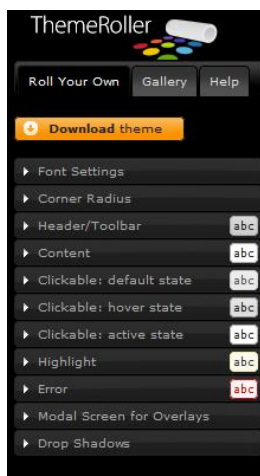 ThemeRoller
Roll Your Own Gallery Help
Download theme
Font Settings
Corner Radius
Header/Toolbar abc
Content abc
Clickable: default state abc
Clickable: hover state abc
Clickable: active state abc
Highlight abc
Error abc
Modal Screen for Overlays
Drop Shadows